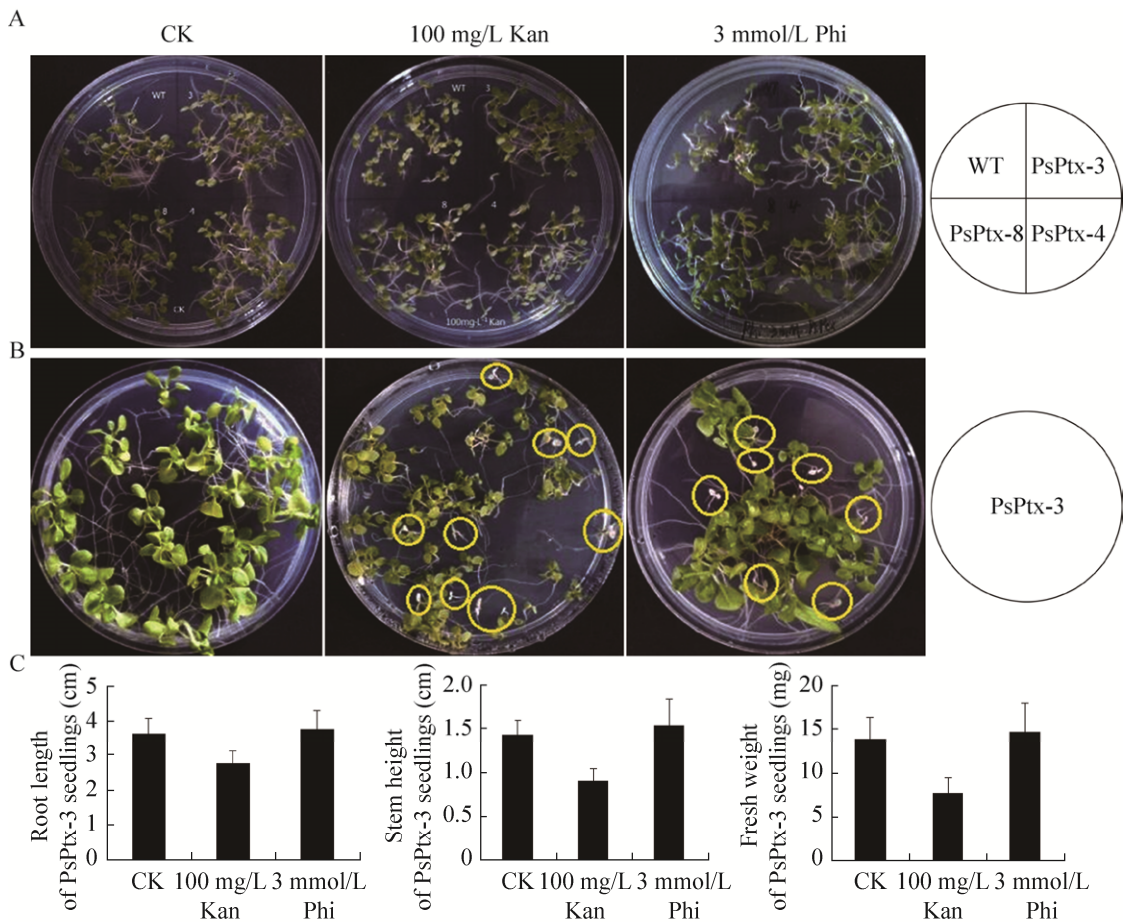 A
CK
100 mg/L Kan
3 mmol/L Phi
WT 3
8 4
CK
WT 3
8 4
100mg·L⁻¹ Kan
WT
PsPtx-3
PsPtx-8
PsPtx-4
B
PsPtx-3
C
Root length
of PsPtx-3 seedlings (cm)
5
4
3
2
1
0
CK
100 mg/L
Kan
3 mmol/L
Phi
Stem height
of PsPtx-3 seedlings (cm)
2.0
1.5
1.0
0.5
0
CK
100 mg/L
Kan
3 mmol/L
Phi
Fresh weight
of PsPtx-3 seedlings (mg)
20
15
10
5
0
CK
100 mg/L
Kan
3 mmol/L
Phi